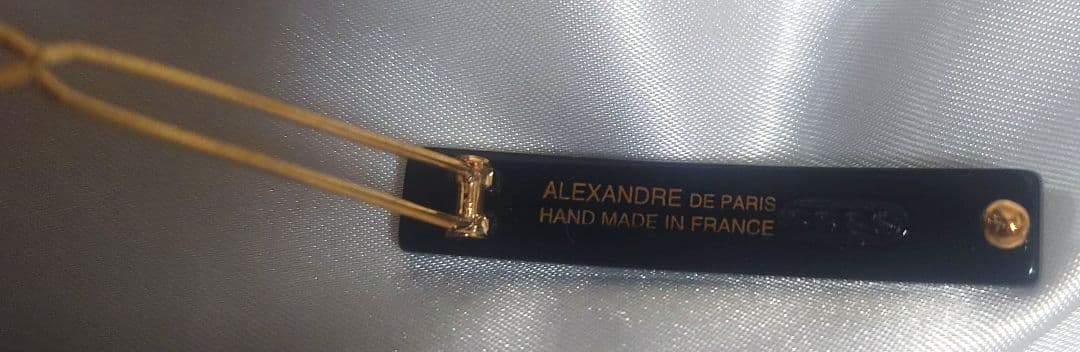 ALEXANDRE DE PARIS
HAND MADE IN FRANCE